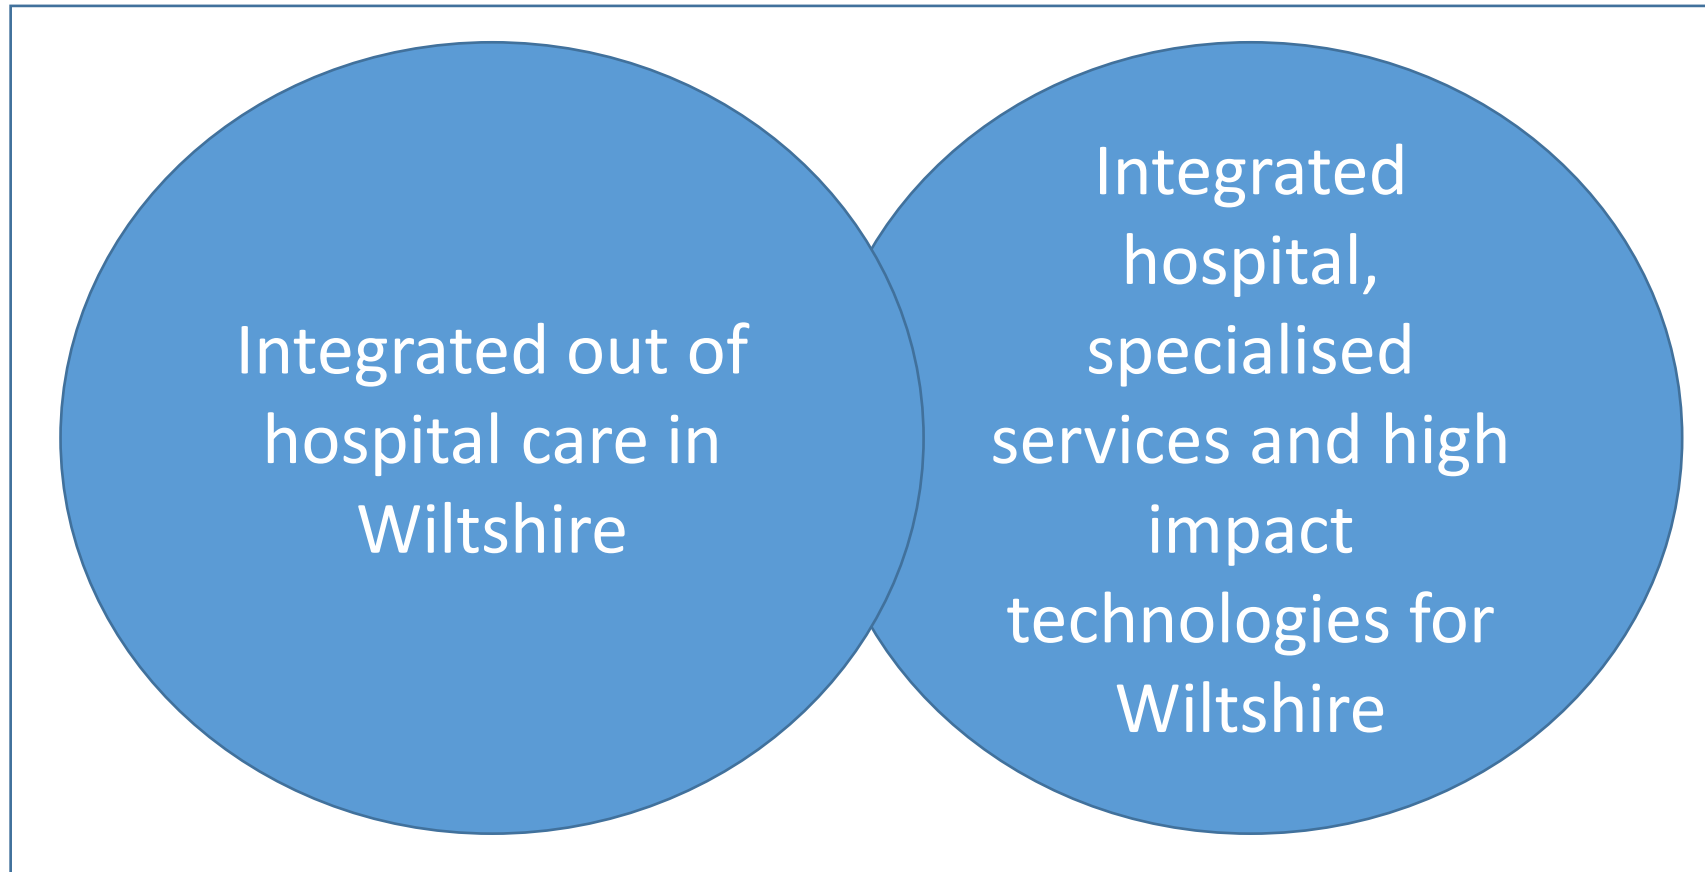 Integrated out of
hospital care in
Wiltshire
Integrated
hospital,
specialised
services and high
impact
technologies for
Wiltshire